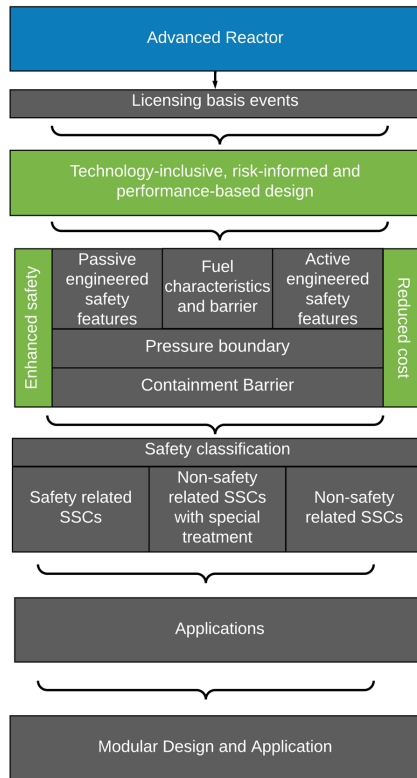 Advanced Reactor
Licensing basis events
Technology-inclusive, risk-informed and
performance-based design
Enhanced safety
Passive
engineered
safety
features
Fuel
characteristics
and barrier
Active
engineered
safety
features
Reduced cost
Pressure boundary
Containment Barrier
Safety classification
Safety related
SSCs
Non-safety
related SSCs
with special
treatment
Non-safety
related SSCs
Applications
Modular Design and Application